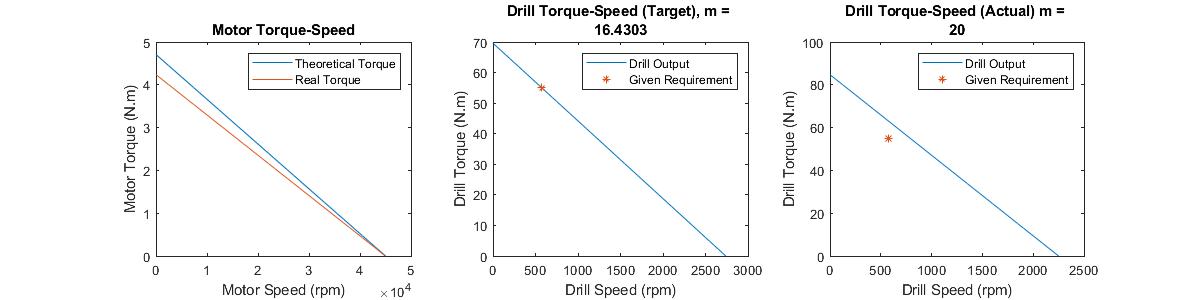 Motor Torque-Speed
5
4
3
2
1
0
Motor Torque (N.m)
Theoretical Torque
Real Torque
0 1 2 3 4 5
Motor Speed (rpm)
×10^4
Drill Torque-Speed (Target), m =
16.4303
70
60
50
40
30
20
10
0
Drill Torque (N.m)
Drill Output
Given Requirement
0 500 1000 1500 2000 2500 3000
Drill Speed (rpm)
Drill Torque-Speed (Actual) m =
20
100
80
60
40
20
0
Drill Torque (N.m)
Drill Output
Given Requirement
0 500 1000 1500 2000 2500
Drill Speed (rpm)